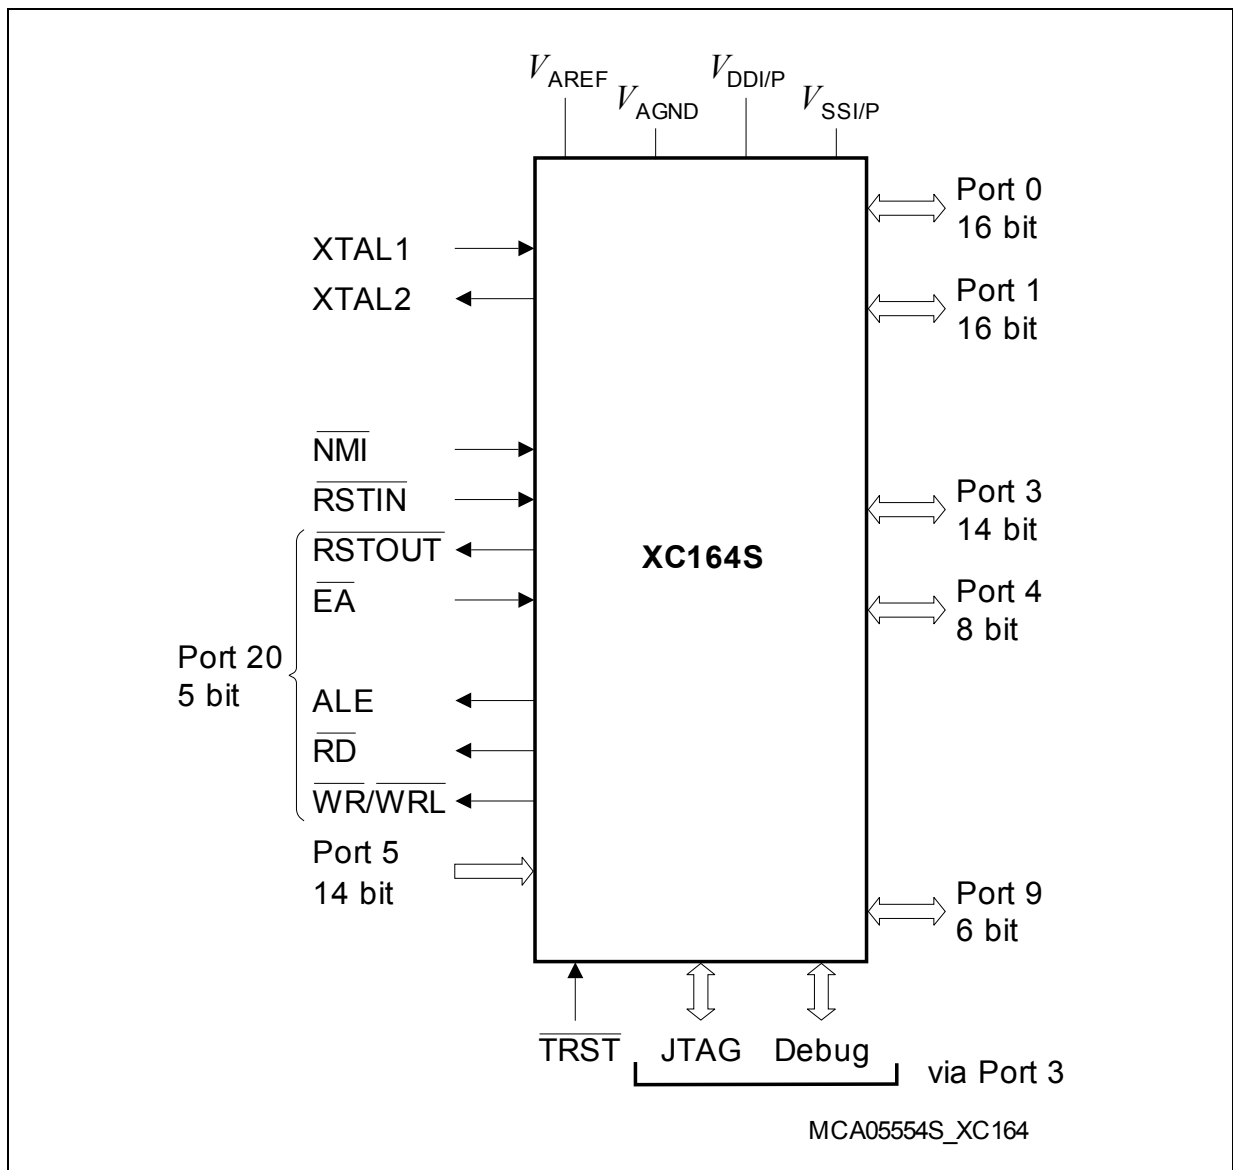 VAREF
VAGND
VDDI/P
VSSI/P
Port 0
16 bit
XTAL1
XTAL2
Port 1
16 bit
NMI
RSTIN
RSTOUT
EA
Port 20
5 bit
ALE
RD
WR/WRL
Port 5
14 bit
XC164S
Port 3
14 bit
Port 4
8 bit
Port 9
6 bit
TRST
JTAG
Debug
via Port 3
MCA05554S_XC164